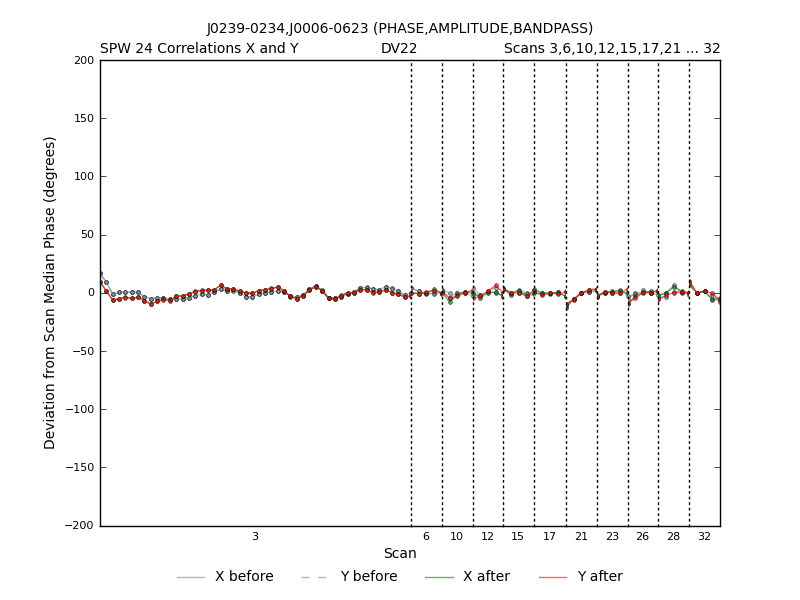 J0239-0234,J0006-0623 (PHASE,AMPLITUDE,BANDPASS)
SPW 24 Correlations X and Y DV22 Scans 3,6,10,12,15,17,21 ... 32
200
150
100
50
0
−50
−100
−150
−200
Deviation from Scan Median Phase (degrees)
3 6 10 12 15 17 21 23 26 28 32
Scan
X before Y before X after Y after